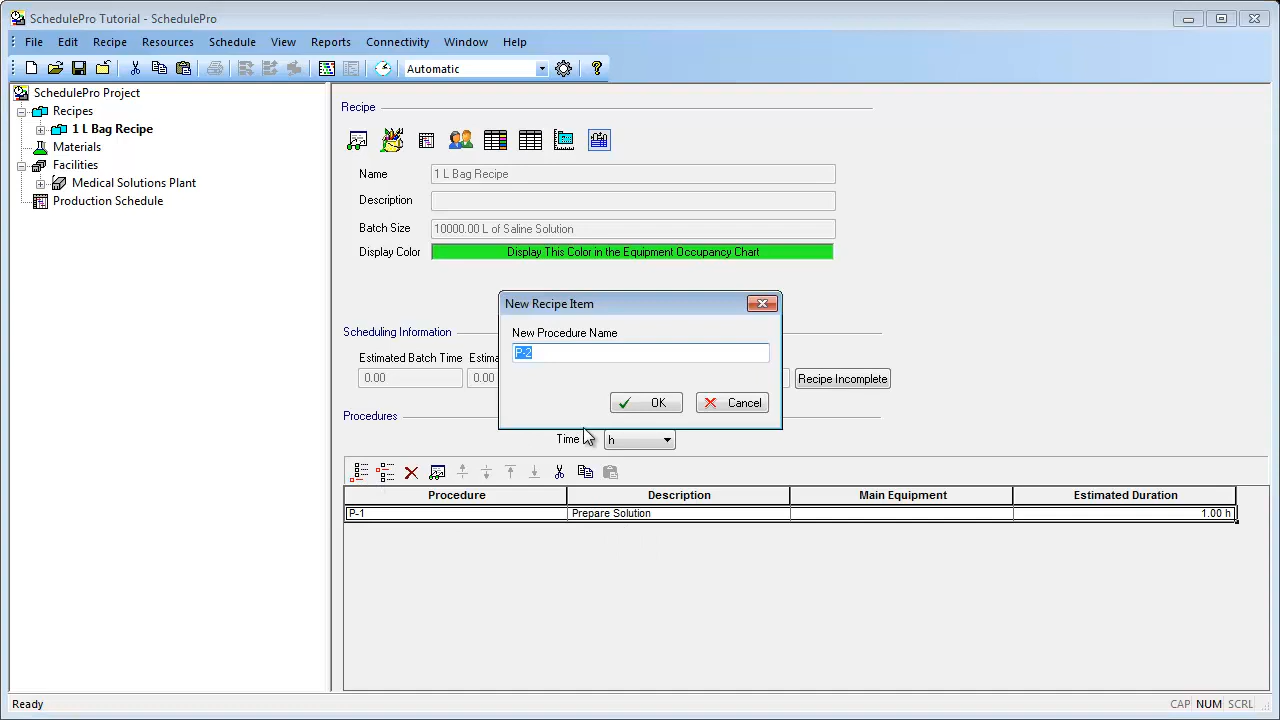 SchedulePro Tutorial - SchedulePro
File Edit Recipe Resources Schedule View Reports Connectivity Window Help
Automatic
SchedulePro Project
Recipes
1 L Bag Recipe
Materials
Facilities
Medical Solutions Plant
Production Schedule
Recipe
Name 1 L Bag Recipe
Description
Batch Size 10000.00 L of Saline Solution
Display Color Display This Color in the Equipment Occupancy Chart
New Recipe Item
New Procedure Name
P-2
OK Cancel
Scheduling Information
Estimated Batch Time
0.00 0.00 Recipe Incomplete
Procedures
Time h
Procedure Description Main Equipment Estimated Duration
P-1 Prepare Solution 1.00 h
Ready CAP NUM SCRL